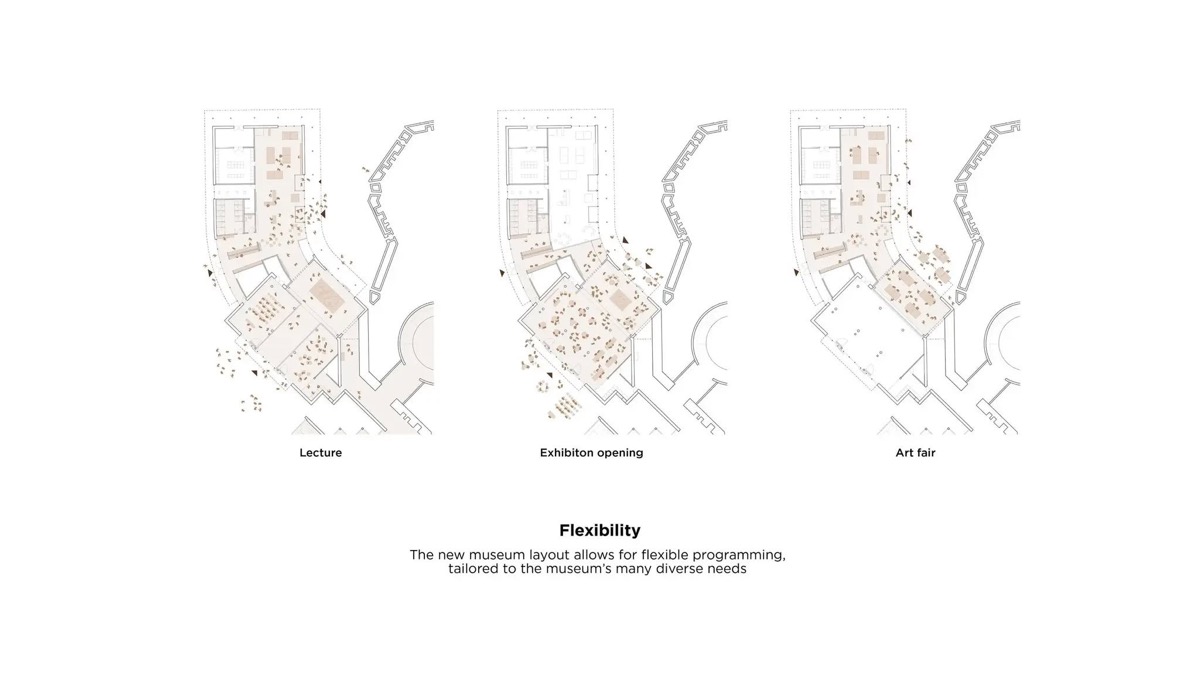 Lecture
Exhibiton opening
Art fair
Flexibility
The new museum layout allows for flexible programming,
tailored to the museum's many diverse needs